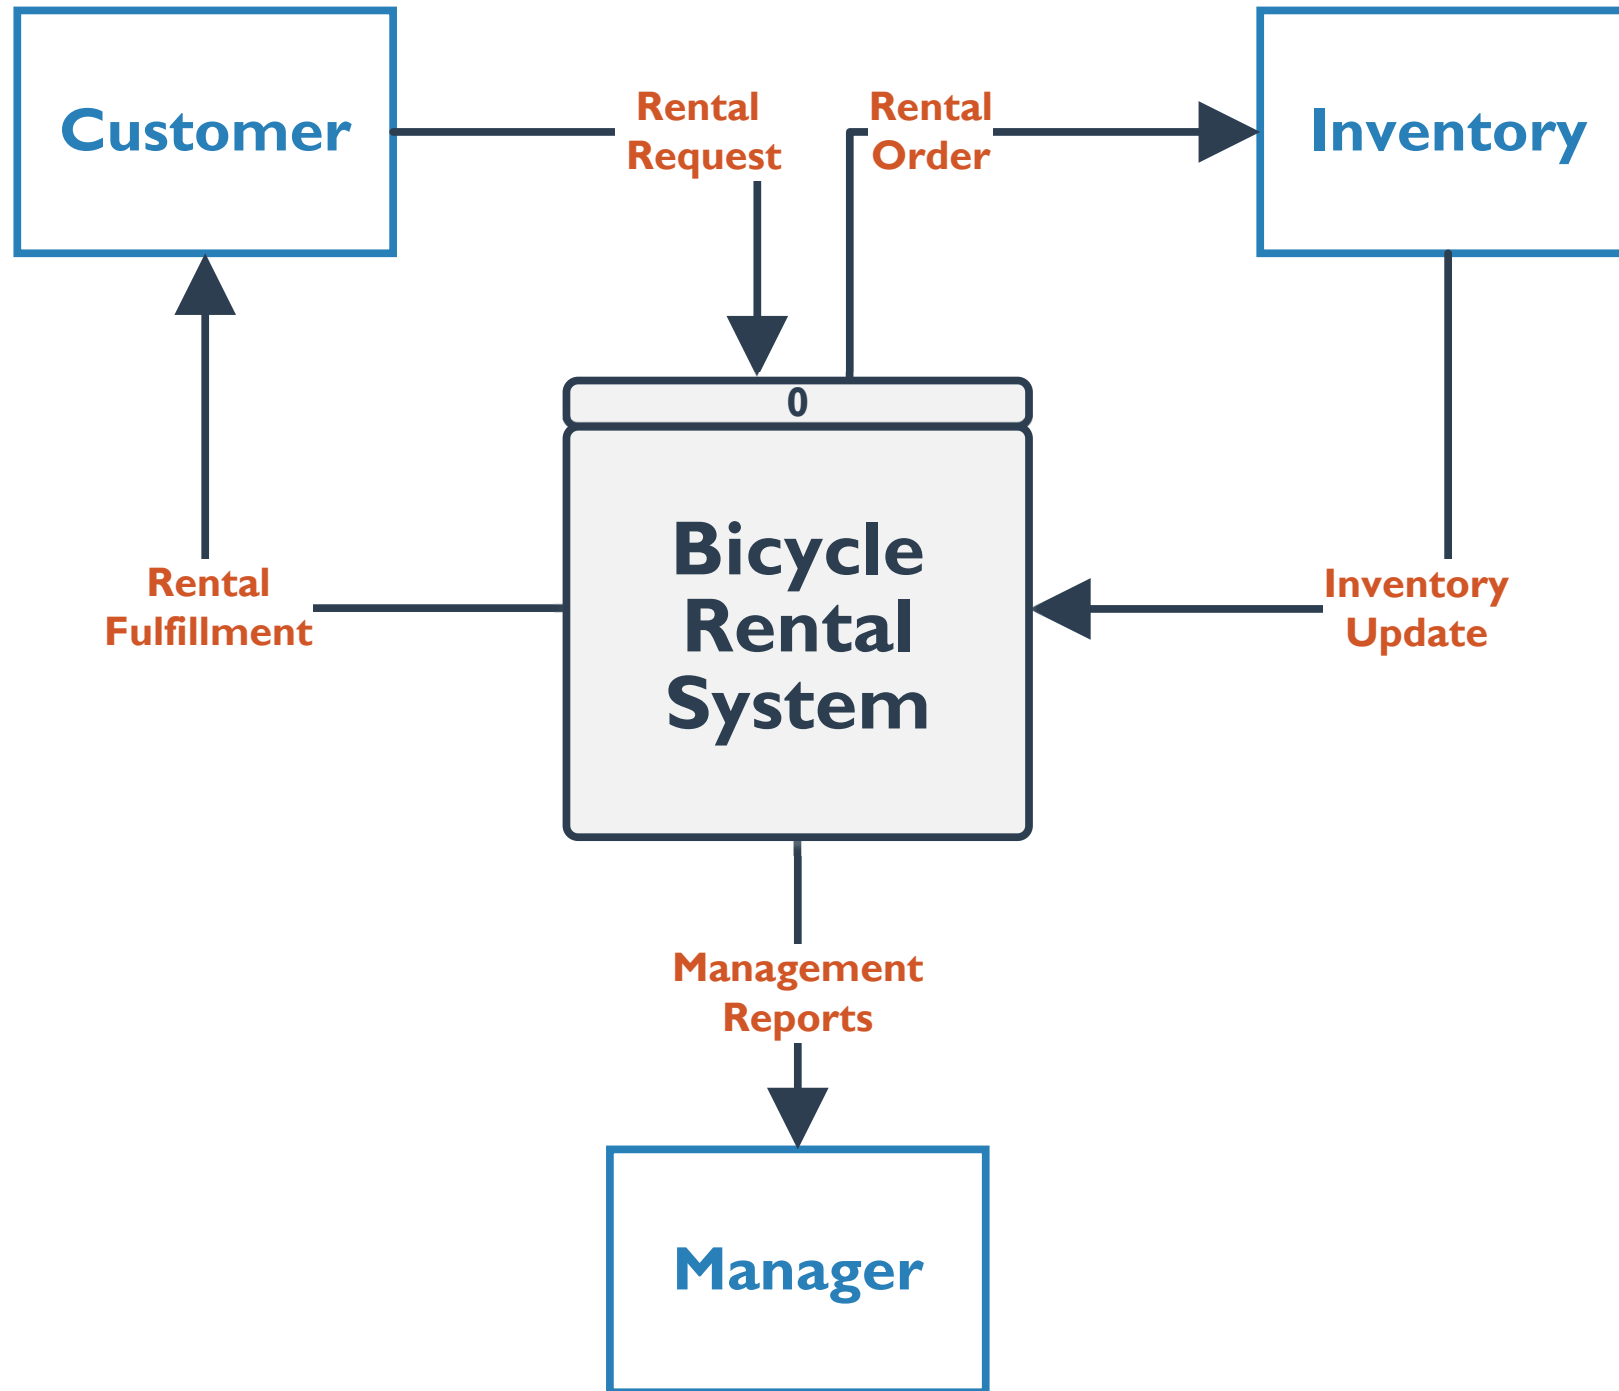 Customer
Rental
Request
Rental
Order
Inventory
0
Bicycle
Rental
System
Rental
Fulfillment
Inventory
Update
Management
Reports
Manager